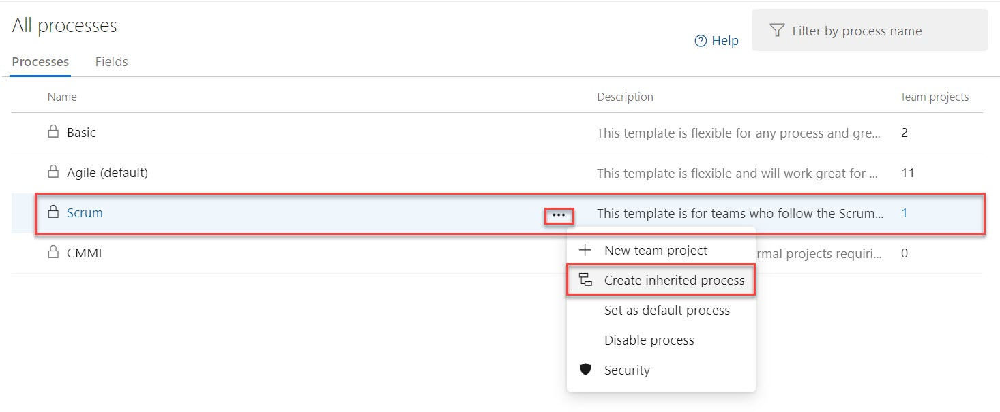 All processes
Help
Filter by process name
Processes Fields
Name Description Team projects
Basic This template is flexible for any process and gre... 2
Agile (default) This template is flexible and will work great for ... 11
Scrum ... This template is for teams who follow the Scrum... 1
CMMI rmal projects requiri... 0
New team project
Create inherited process
Set as default process
Disable process
Security